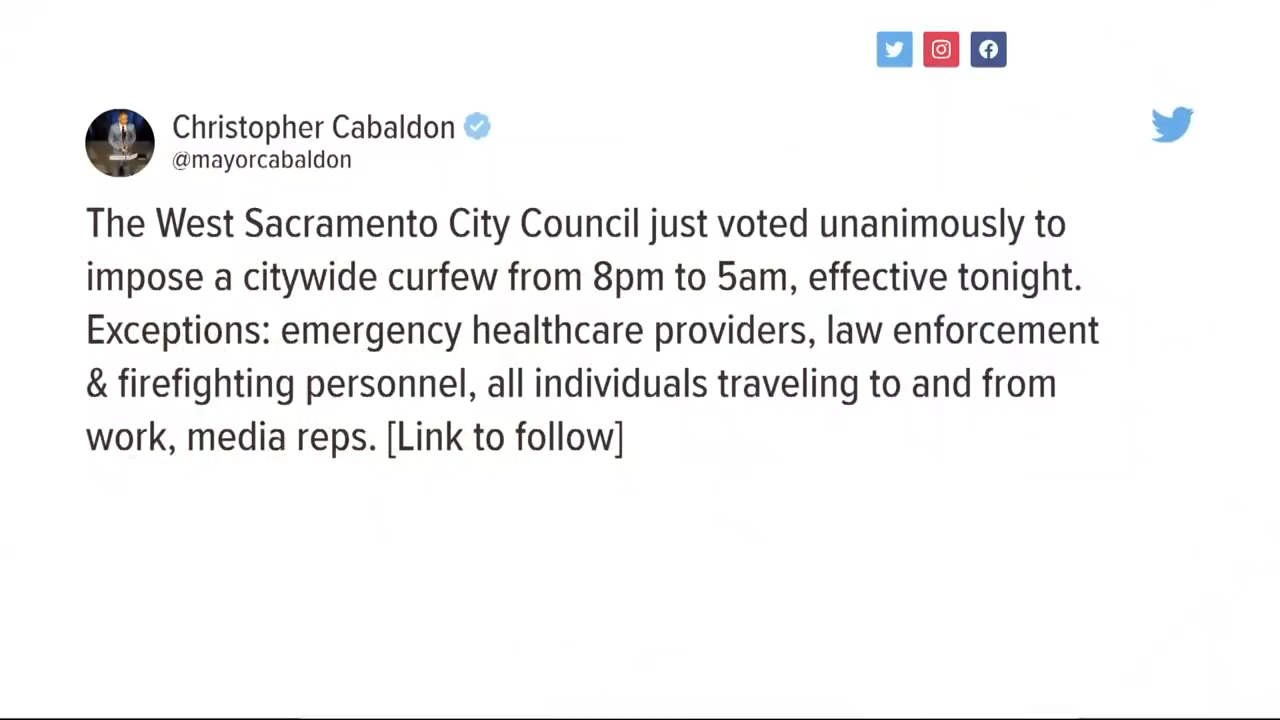 Christopher Cabaldon
@mayorcabaldon
The West Sacramento City Council just voted unanimously to
impose a citywide curfew from 8pm to 5am, effective tonight.
Exceptions: emergency healthcare providers, law enforcement
& firefighting personnel, all individuals traveling to and from
work, media reps. [Link to follow]